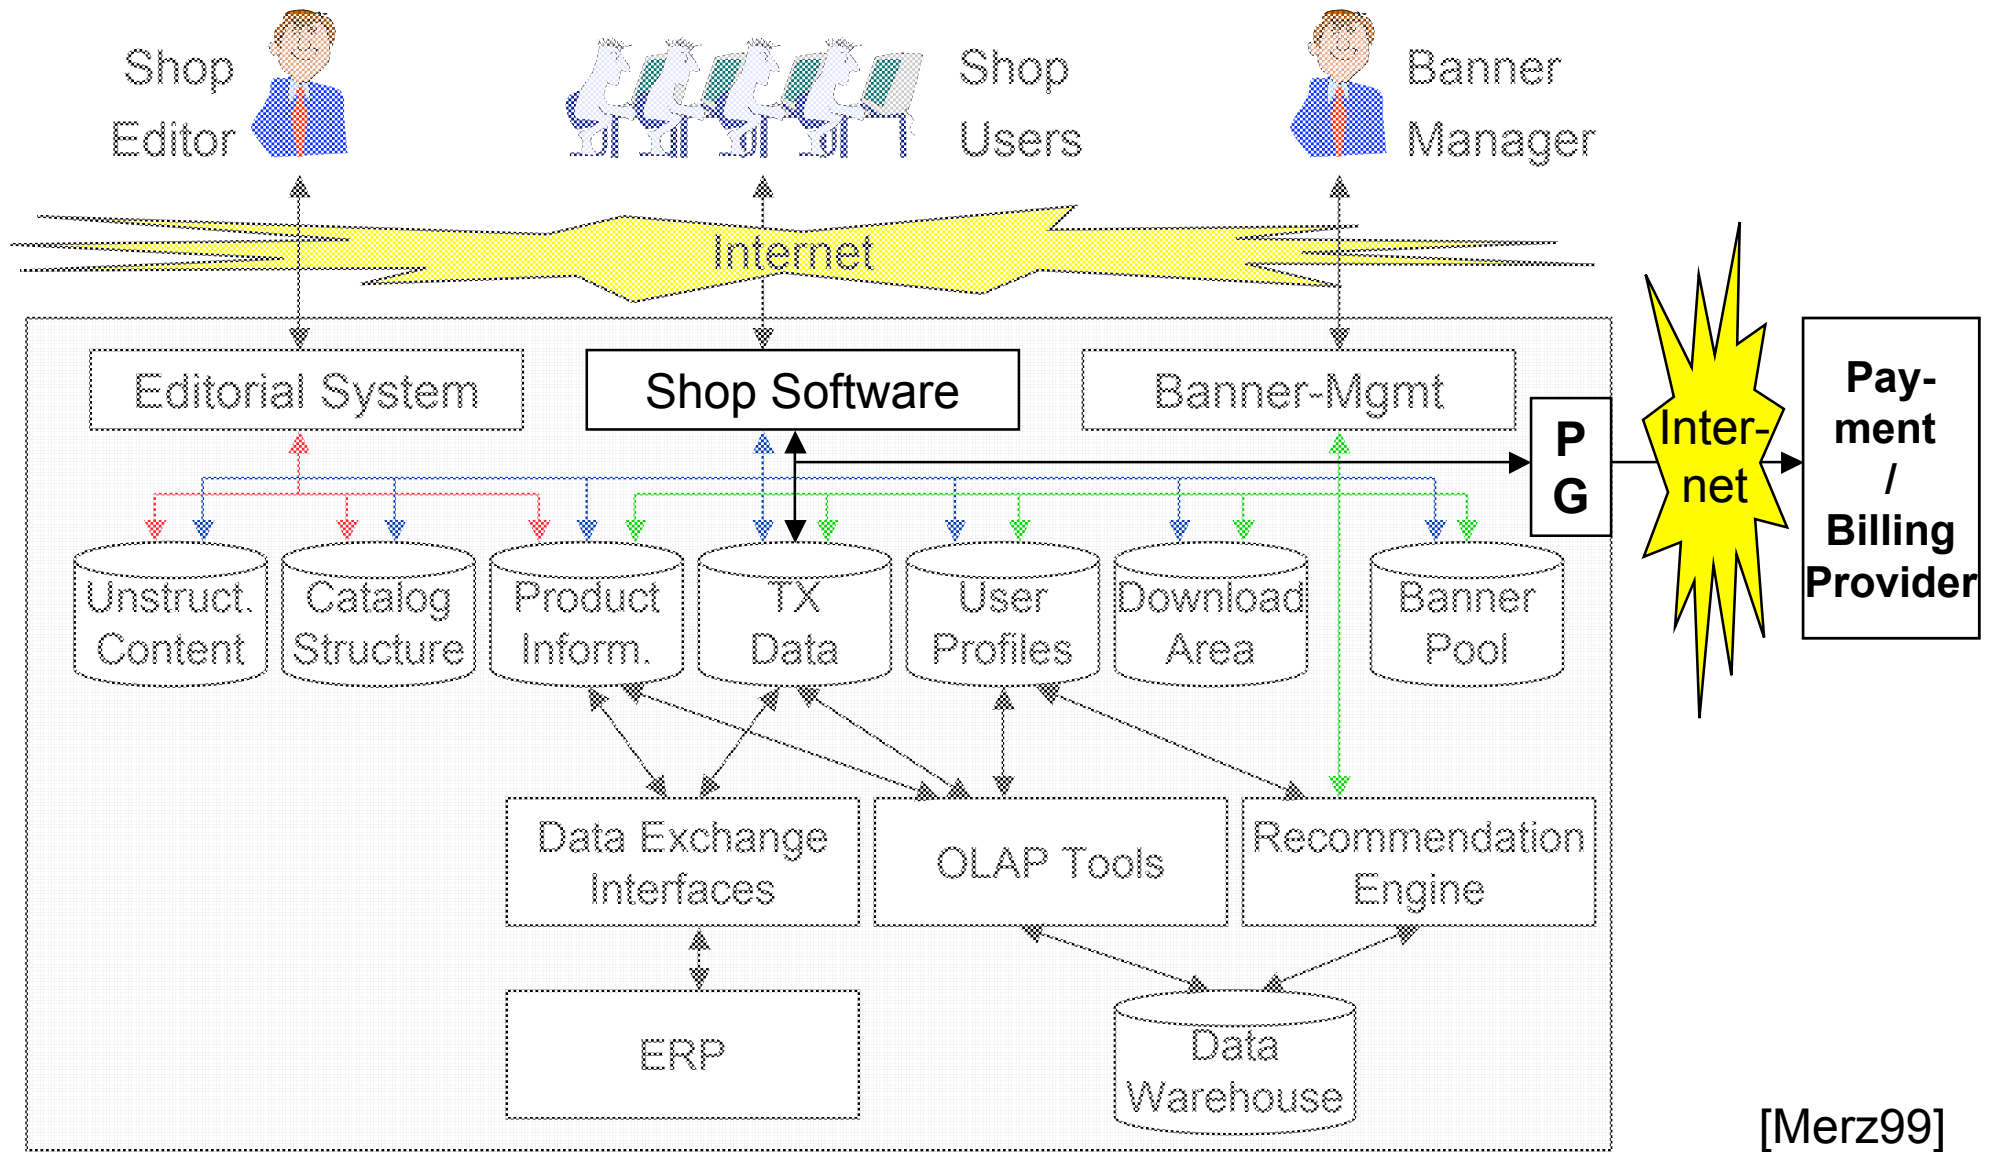 Shop
Editor
Shop
Users
Banner
Manager
Internet
Editorial System
Shop Software
Banner-Mgmt
P
G
Inter-
net
Pay-
ment
/
Billing
Provider
Unstruct.
Content
Catalog
Structure
Product
Inform.
TX
Data
User
Profiles
Download
Area
Banner
Pool
Data Exchange
Interfaces
OLAP Tools
Recommendation
Engine
ERP
Data
Warehouse
[Merz99]